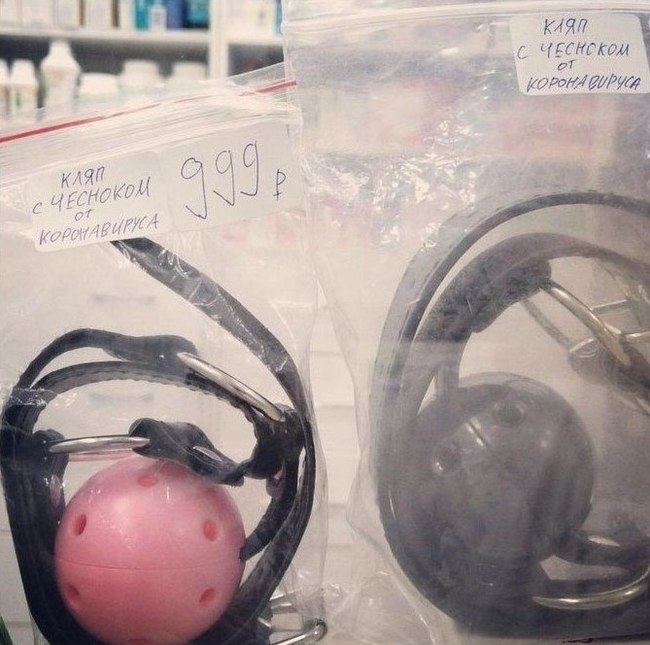 КЛЯП
С ЧЕСНОКОМ
ОТ
КОРОНАВИРУСА
999 ₽
КЛЯП
С ЧЕСНОКОМ
ОТ
КОРОНАВИРУСА